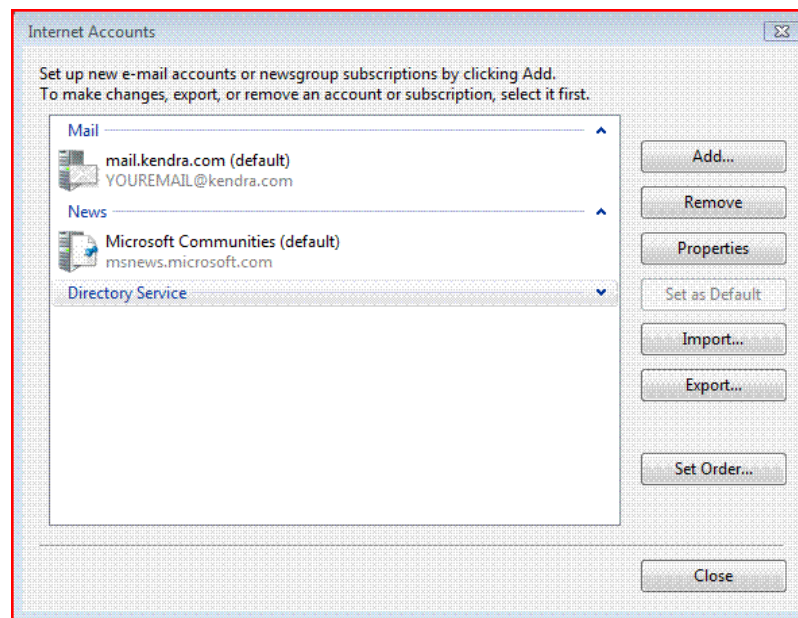 Internet Accounts
Set up new e-mail accounts or newsgroup subscriptions by clicking Add.
To make changes, export, or remove an account or subscription, select it first.
Mail
mail.kendra.com (default)
YOUREMAIL@kendra.com
News
Microsoft Communities (default)
msnews.microsoft.com
Directory Service
Add...
Remove
Properties
Set as Default
Import...
Export...
Set Order...
Close